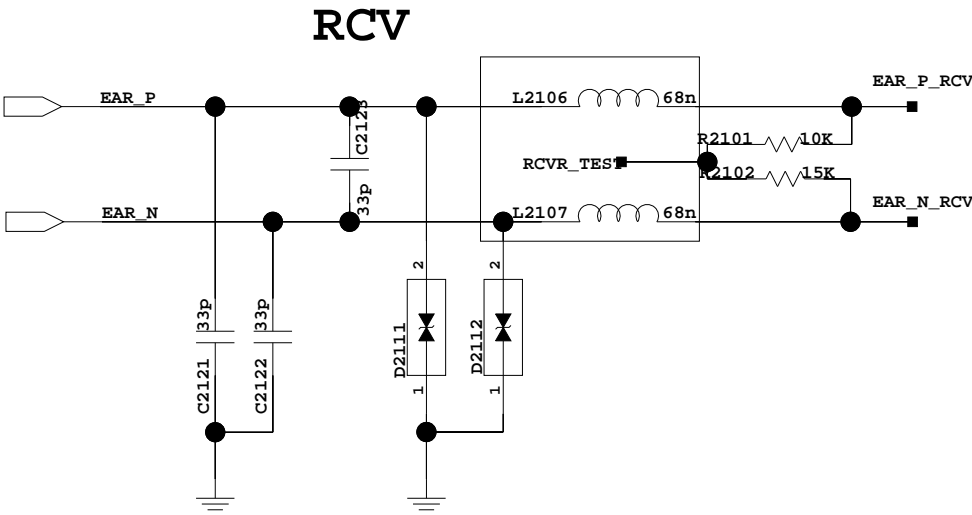 RCV
EAR_P
C2123
33p
L2106
68n
EAR_P_RCV
R2101
10K
RCVR_TEST
R2102
15K
EAR_N
L2107
68n
EAR_N_RCV
33p
33p
2
2
D2111
D2112
C2121
C2122
1
1